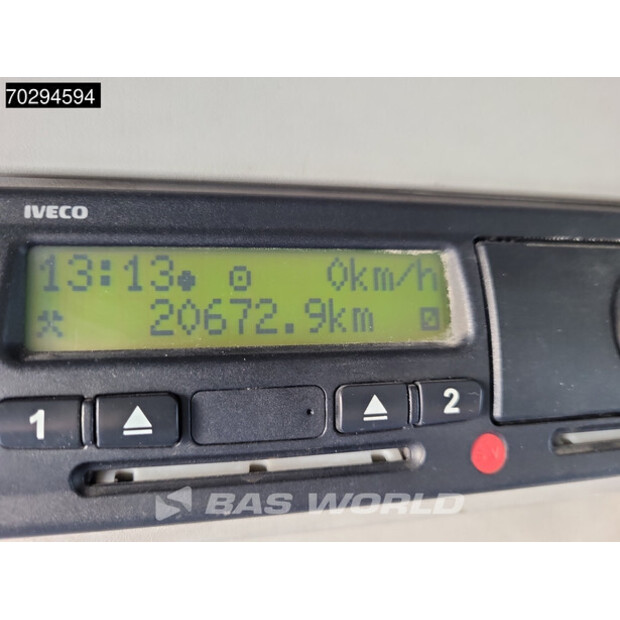 70294594
IVECO
13:13 0km/h
20672.9km
1 2
BAS WORLD